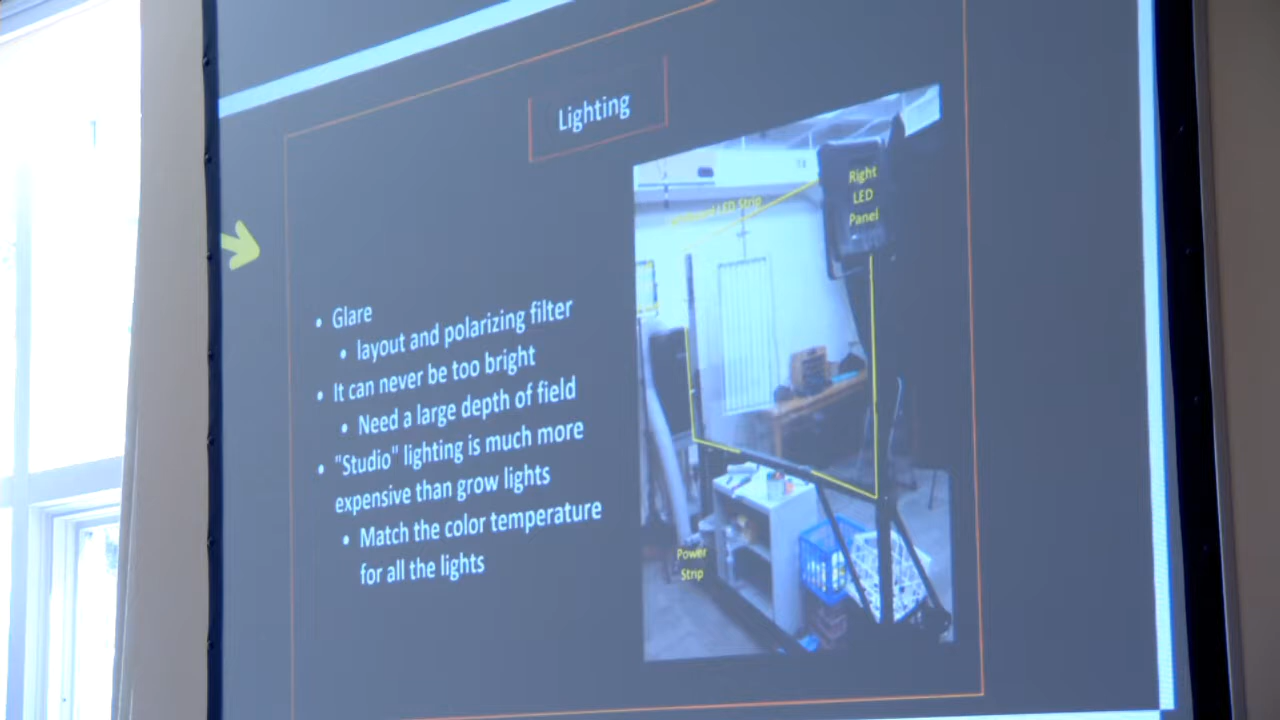 Lighting
• Glare
• layout and polarizing filter
• It can never be too bright
• Need a large depth of field
• "Studio" lighting is much more
expensive than grow lights
• Match the color temperature
for all the lights
LED Strip
Right
LED
Panel
Power
Strip